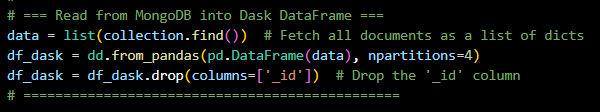 # === Read from MongoDB into Dask DataFrame ===
data = list(collection.find())  # Fetch all documents as a list of dicts
df_dask = dd.from_pandas(pd.DataFrame(data), npartitions=4)
df_dask = df_dask.drop(columns=['_id'])  # Drop the '_id' column
# ================================================